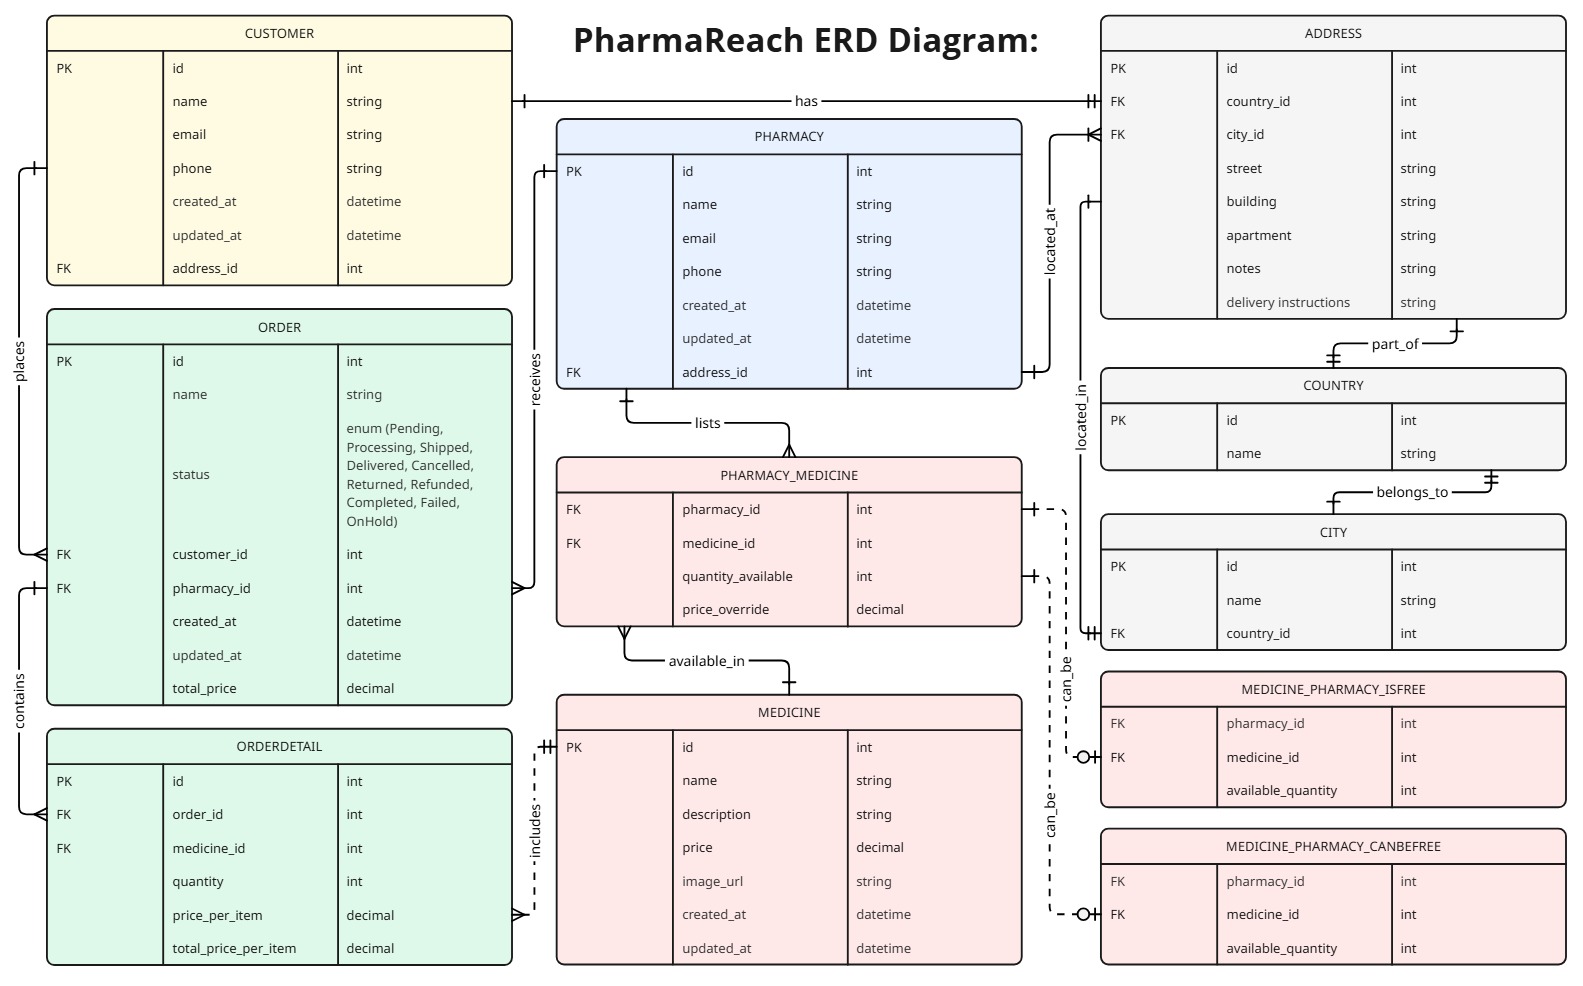 PharmaReach ERD Diagram:
CUSTOMER
PK id int
name string
email string
phone string
created_at datetime
updated_at datetime
FK address_id int
ORDER
PK id int
name string
status enum (Pending,
Processing, Shipped,
Delivered, Cancelled,
Returned, Refunded,
Completed, Failed,
OnHold)
FK customer_id int
FK pharmacy_id int
created_at datetime
updated_at datetime
total_price decimal
ORDERDETAIL
PK id int
FK order_id int
FK medicine_id int
quantity int
price_per_item decimal
total_price_per_item decimal
PHARMACY
PK id int
name string
email string
phone string
created_at datetime
updated_at datetime
FK address_id int
PHARMACY_MEDICINE
FK pharmacy_id int
FK medicine_id int
quantity_available int
price_override decimal
MEDICINE
PK id int
name string
description string
price decimal
image_url string
created_at datetime
updated_at datetime
ADDRESS
PK id int
FK country_id int
FK city_id int
street string
building string
apartment string
notes string
delivery instructions string
COUNTRY
PK id int
name string
CITY
PK id int
name string
FK country_id int
MEDICINE_PHARMACY_ISFREE
FK pharmacy_id int
FK medicine_id int
available_quantity int
MEDICINE_PHARMACY_CANBEFREE
FK pharmacy_id int
FK medicine_id int
available_quantity int
has
places
contains
receives
lists
available_in
includes
located_at
located_in
part_of
belongs_to
can_be
can_be